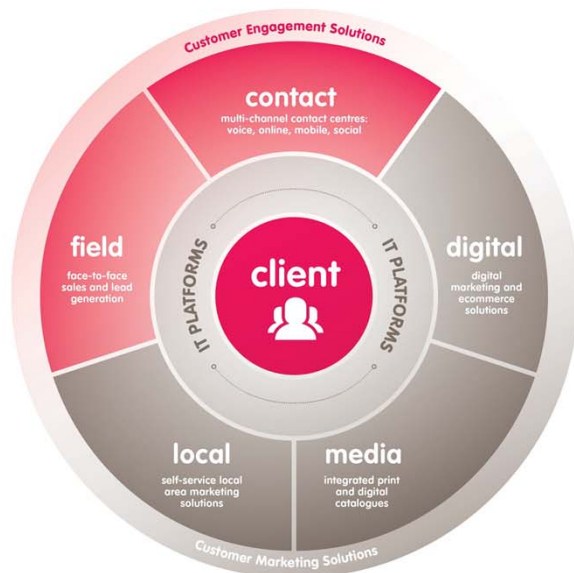 Customer Engagement Solutions
contact
multi-channel contact centres:
voice, online, mobile, social
field
face-to-face
sales and lead
generation
IT PLATFORMS
client
IT PLATFORMS
digital
digital
marketing and
ecommerce
solutions
local
self-service local
area marketing
solutions
media
integrated print
and digital
catalogues
Customer Marketing Solutions